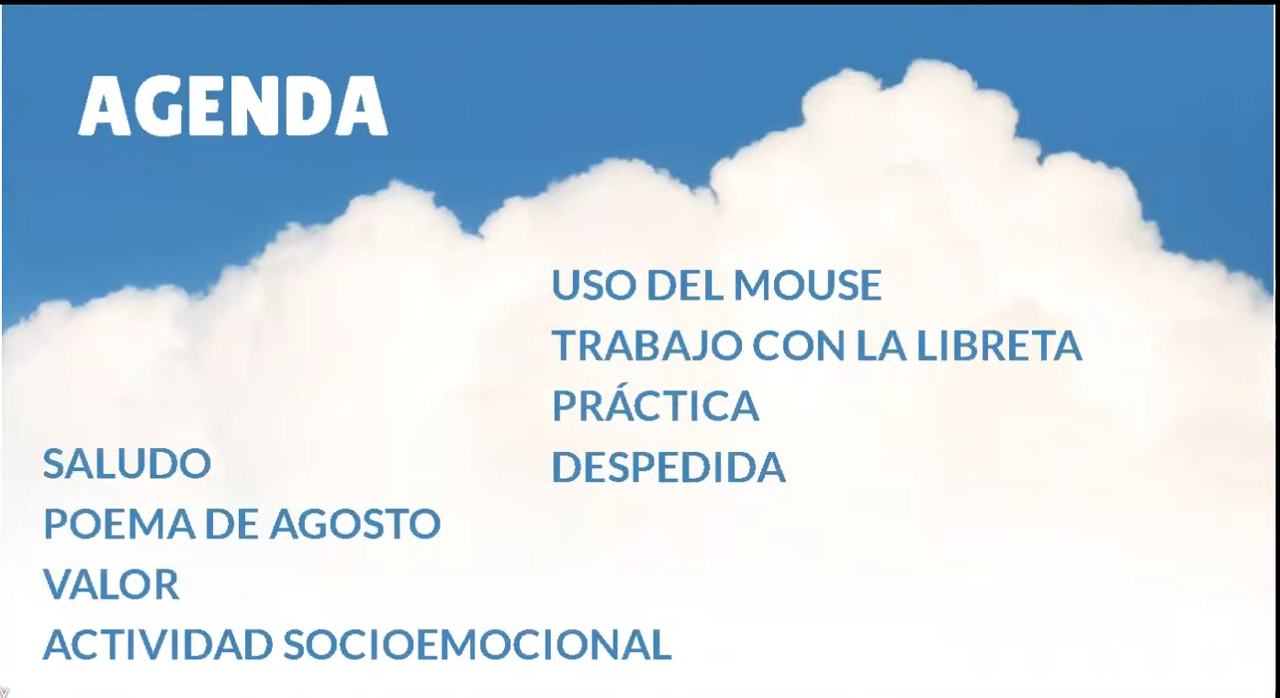 AGENDA
SALUDO
POEMA DE AGOSTO
VALOR
ACTIVIDAD SOCIOEMOCIONAL
USO DEL MOUSE
TRABAJO CON LA LIBRETA
PRÁCTICA
DESPEDIDA